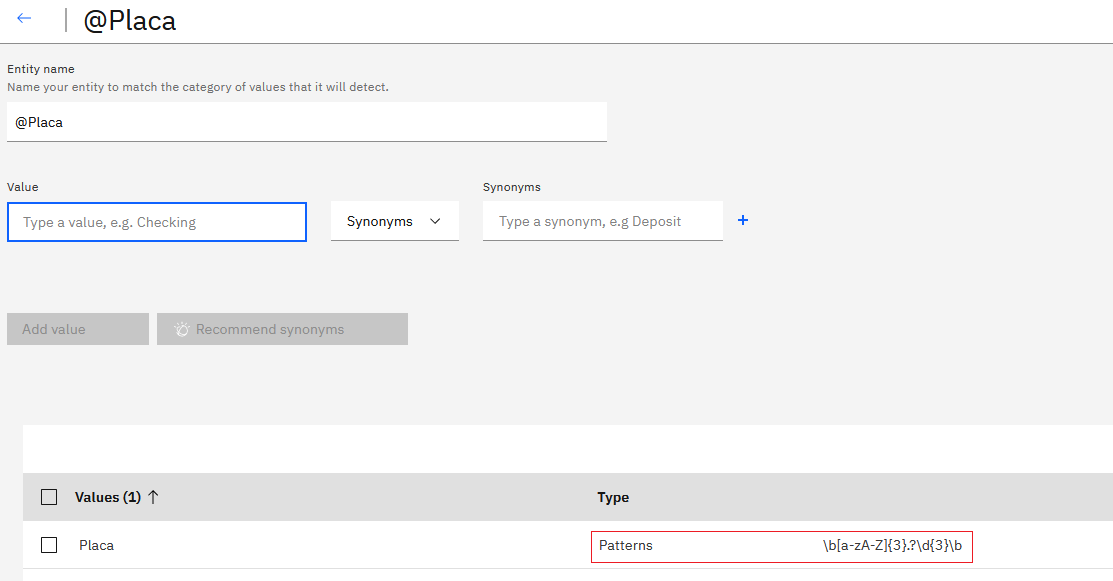 @Placa
Entity name
Name your entity to match the category of values that it will detect.
@Placa
Value
Synonyms
Type a value, e.g. Checking
Synonyms
Type a synonym, e.g Deposit
Add value
Recommend synonyms
Values (1)
Type
Placa
Patterns
\b[a-zA-Z]{3}.?\d{3}\b